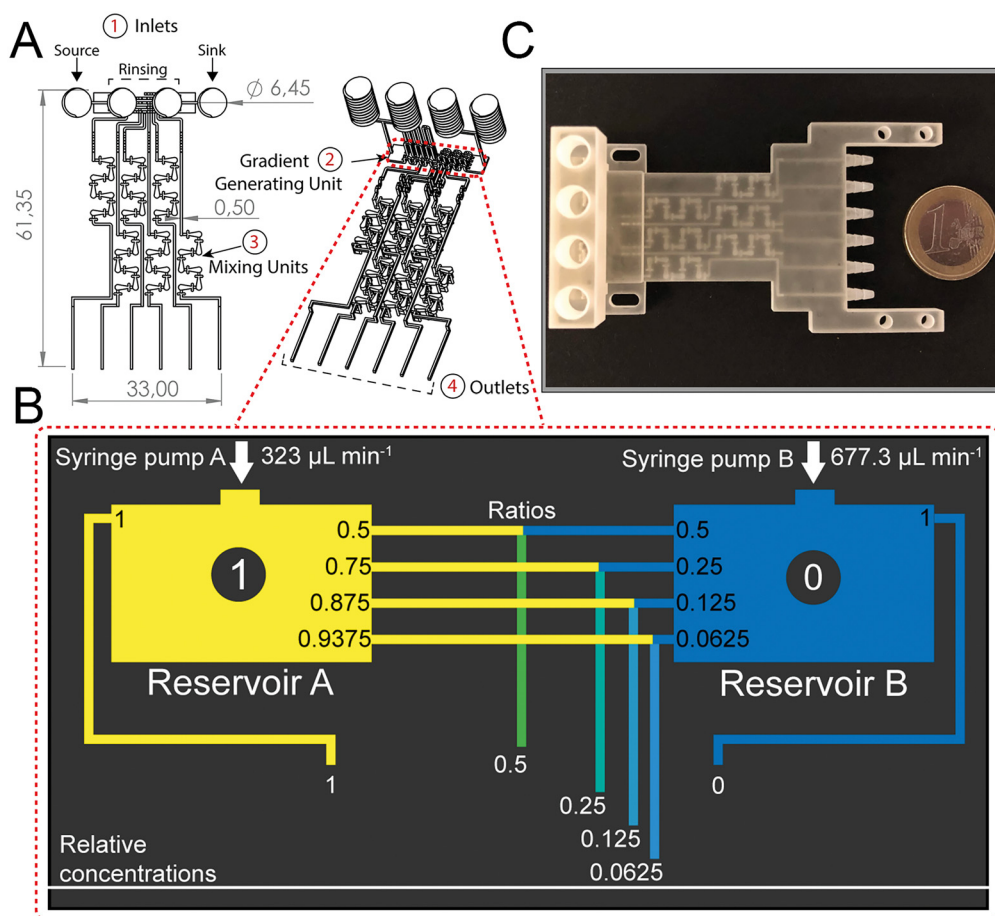 A
1 Inlets
Source
Sink
Rinsing
Ø 6,45
61,35
Gradient 2
Generating Unit
0,50
3
Mixing Units
33,00
4 Outlets
C
1
B
Syringe pump A
323 µL min⁻¹
Syringe pump B
677.3 µL min⁻¹
Ratios
1
0.5
0.75
0.875
0.9375
1
Reservoir A
0.5
0.25
0.125
0.0625
1
0
Reservoir B
1
0.5
0.25
0.125
0.0625
0
Relative
concentrations